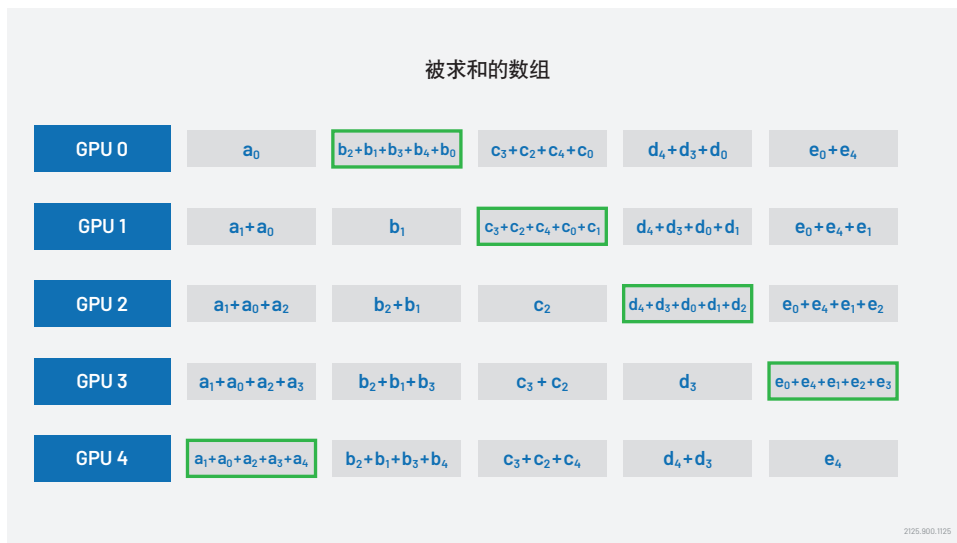 被求和的数组
GPU 0 a₀ b₂+b₁+b₃+b₄+b₀ c₃+c₂+c₄+c₀ d₄+d₃+d₀ e₀+e₄
GPU 1 a₁+a₀ b₁ c₃+c₂+c₄+c₀+c₁ d₄+d₃+d₀+d₁ e₀+e₄+e₁
GPU 2 a₁+a₀+a₂ b₂+b₁ c₂ d₄+d₃+d₀+d₁+d₂ e₀+e₄+e₁+e₂
GPU 3 a₁+a₀+a₂+a₃ b₂+b₁+b₃ c₃ + c₂ d₃ e₀+e₄+e₁+e₂+e₃
GPU 4 a₁+a₀+a₂+a₃+a₄ b₂+b₁+b₃+b₄ c₃+c₂+c₄ d₄+d₃ e₄
2125.900.1125